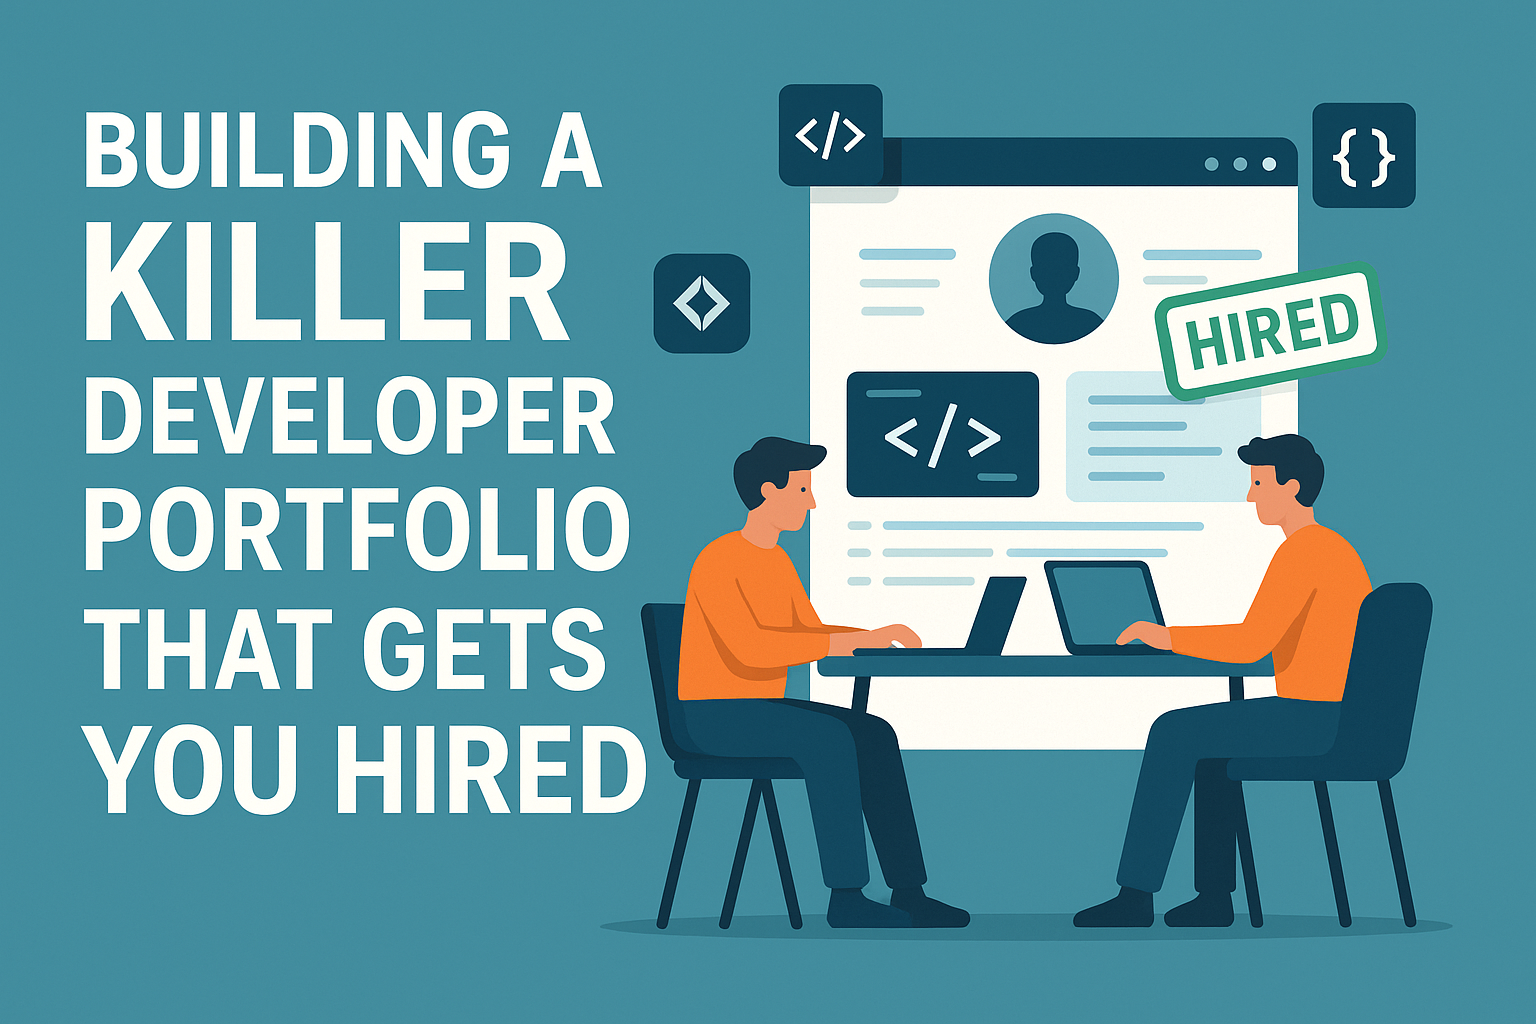 BUILDING A
KILLER
DEVELOPER
PORTFOLIO
THAT GETS
YOU HIRED
</>
{}
<>
HIRED
</>